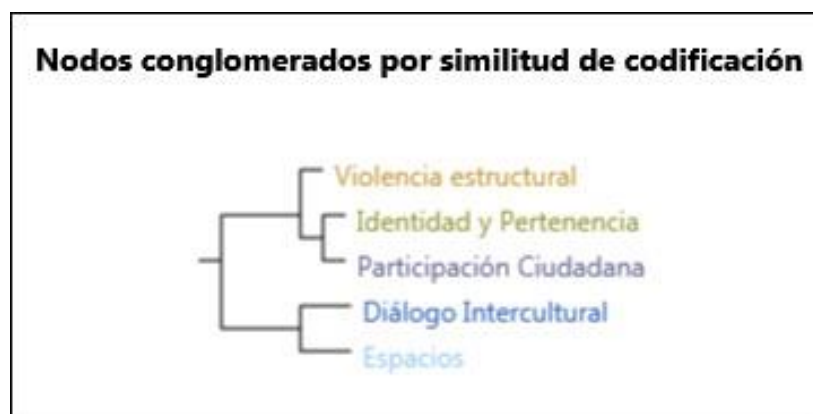 Nodos conglomerados por similitud de codificación
Violencia estructural
Identidad y Pertenencia
Participación Ciudadana
Diálogo Intercultural
Espacios